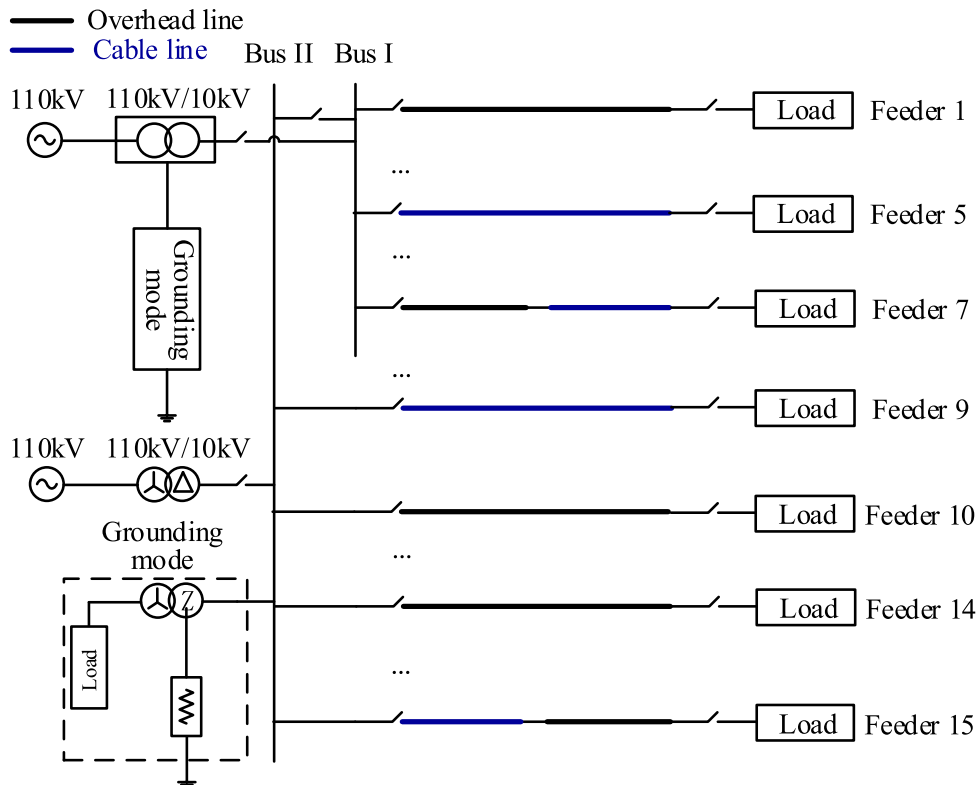 Overhead line
Cable line
Bus II
Bus I
110kV
110kV/10kV
Load
Feeder 1
...
Load
Feeder 5
Grounding
mode
...
Load
Feeder 7
...
Load
Feeder 9
110kV
110kV/10kV
Load
Feeder 10
Grounding
mode
...
Z
Load
Feeder 14
Load
...
Load
Feeder 15